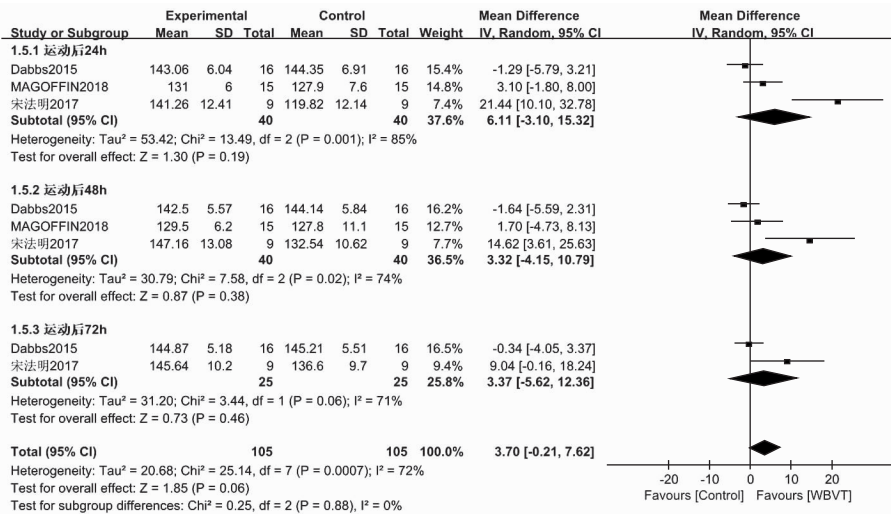 Experimental Control Mean Difference Mean Difference
Study or Subgroup Mean SD Total Mean SD Total Weight IV, Random, 95% CI IV, Random, 95% CI
1.5.1 运动后24h
Dabbs2015 143.06 6.04 16 144.35 6.91 16 15.4% -1.29 [-5.79, 3.21]
MAGOFFIN2018 131 6 15 127.9 7.6 15 14.8% 3.10 [-1.80, 8.00]
宋法明2017 141.26 12.41 9 119.82 12.14 9 7.4% 21.44 [10.10, 32.78]
Subtotal (95% CI) 40 40 37.6% 6.11 [-3.10, 15.32]
Heterogeneity: Tau² = 53.42; Chi² = 13.49, df = 2 (P = 0.001); I² = 85%
Test for overall effect: Z = 1.30 (P = 0.19)
1.5.2 运动后48h
Dabbs2015 142.5 5.57 16 144.14 5.84 16 16.2% -1.64 [-5.59, 2.31]
MAGOFFIN2018 129.5 6.2 15 127.8 11.1 15 12.7% 1.70 [-4.73, 8.13]
宋法明2017 147.16 13.08 9 132.54 10.62 9 7.7% 14.62 [3.61, 25.63]
Subtotal (95% CI) 40 40 36.5% 3.32 [-4.15, 10.79]
Heterogeneity: Tau² = 30.79; Chi² = 7.58, df = 2 (P = 0.02); I² = 74%
Test for overall effect: Z = 0.87 (P = 0.38)
1.5.3 运动后72h
Dabbs2015 144.87 5.18 16 145.21 5.51 16 16.5% -0.34 [-4.05, 3.37]
宋法明2017 145.64 10.2 9 136.6 9.7 9 9.4% 9.04 [-0.16, 18.24]
Subtotal (95% CI) 25 25 25.8% 3.37 [-5.62, 12.36]
Heterogeneity: Tau² = 31.20; Chi² = 3.44, df = 1 (P = 0.06); I² = 71%
Test for overall effect: Z = 0.73 (P = 0.46)
Total (95% CI) 105 105 100.0% 3.70 [-0.21, 7.62]
Heterogeneity: Tau² = 20.68; Chi² = 25.14, df = 7 (P = 0.0007); I² = 72%
Test for overall effect: Z = 1.85 (P = 0.06)
Test for subgroup differences: Chi² = 0.25, df = 2 (P = 0.88), I² = 0%
-20 -10 0 10 20
Favours [Control] Favours [WBVT]